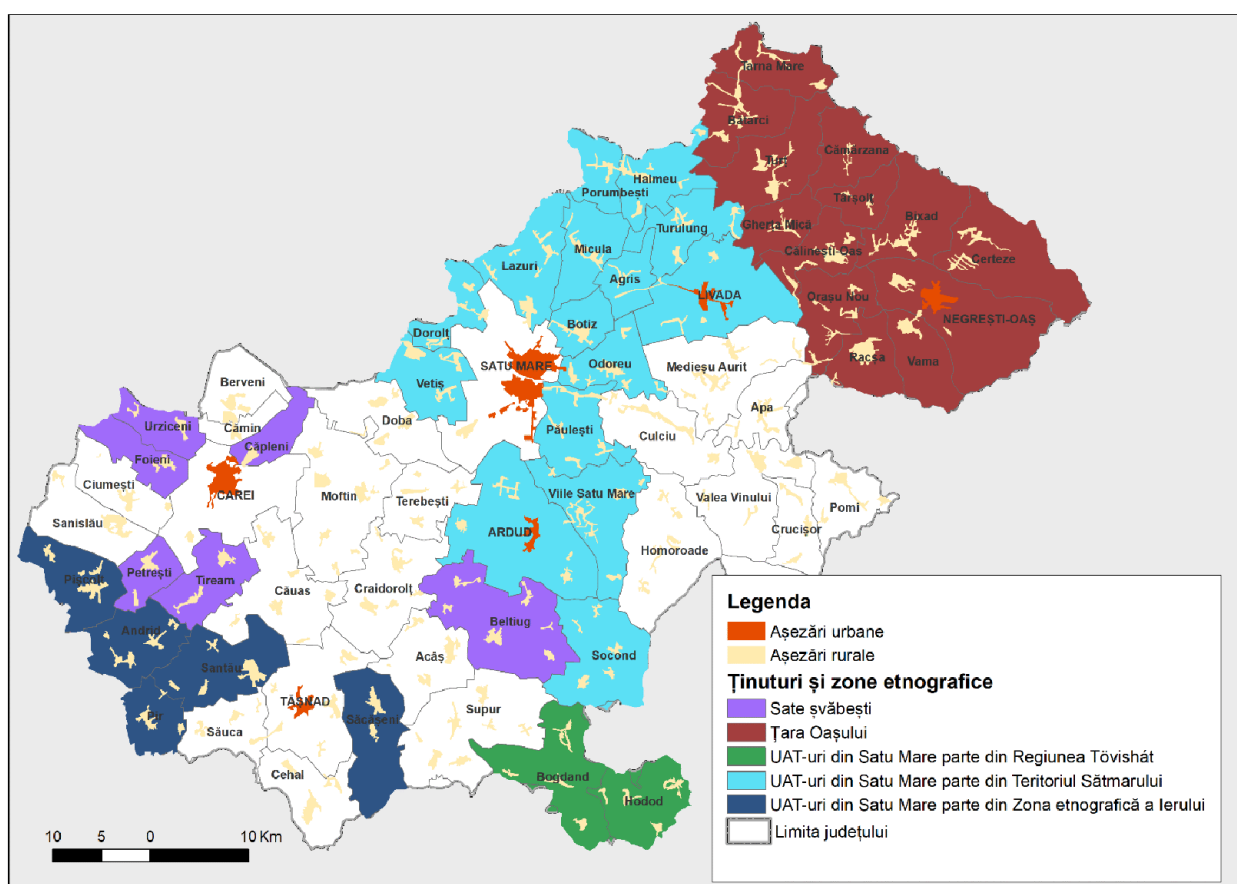 Tarna Mare
Batarci
Cămărzana
Turț
Halmeu
Porumbești
Târșolț
Bixad
Gherța Mică
Turulung
Micula
Călinești-Oaș
Certeze
Lazuri
Agriș
LIVADA
Orașu Nou
NEGREȘTI-OAȘ
Botiz
Dorolț
Racșa
Vama
SATU MARE
Odoreu
Medieșu Aurit
Vetiș
Berveni
Apa
Urziceni
Cămin
Doba
Păulești
Culciu
Căpleni
Foieni
Ciumești
CAREI
Moftin
Terebești
Viile Satu Mare
Valea Vinului
Pomi
Sanislău
Crucișor
ARDUD
Homoroade
Pișcolt
Petrești
Tiream
Căuas
Craidorolț
Beltiug
Andrid
Acâș
Socond
Santău
TĂȘNAD
Săcășeni
Supur
Pir
Săuca
Cehal
Bogdand
Hodod
Legenda
Așezări urbane
Așezări rurale
Ținuturi și zone etnografice
Sate șvăbești
Țara Oașului
UAT-uri din Satu Mare parte din Regiunea Tövishát
UAT-uri din Satu Mare parte din Teritoriul Sătmarului
UAT-uri din Satu Mare parte din Zona etnografică a Ierului
Limita județului
10 5 0 10 Km